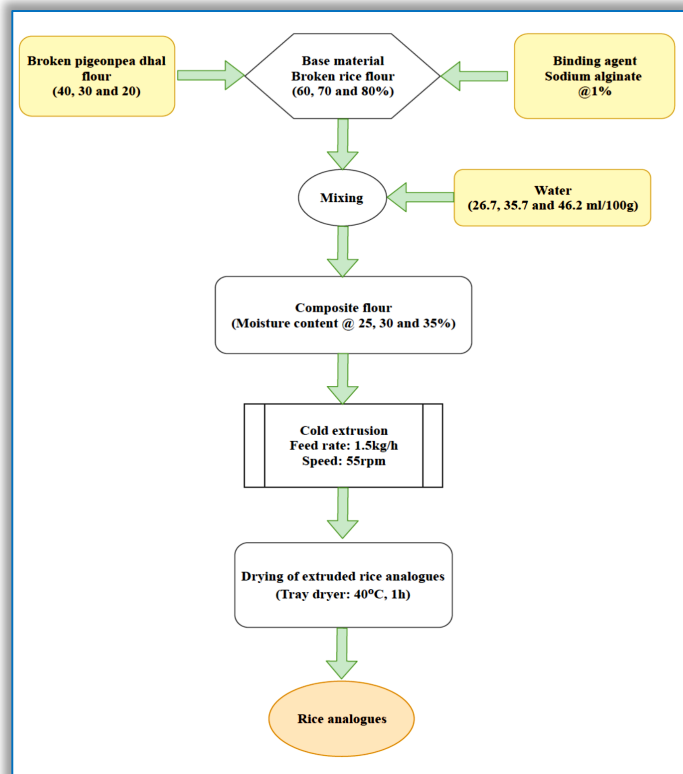 Broken pigeonpea dhal
flour
(40, 30 and 20)
Base material
Broken rice flour
(60, 70 and 80%)
Binding agent
Sodium alginate
@1%
Mixing
Water
(26.7, 35.7 and 46.2 ml/100g)
Composite flour
(Moisture content @ 25, 30 and 35%)
Cold extrusion
Feed rate: 1.5kg/h
Speed: 55rpm
Drying of extruded rice analogues
(Tray dryer: 40⁰C, 1h)
Rice analogues